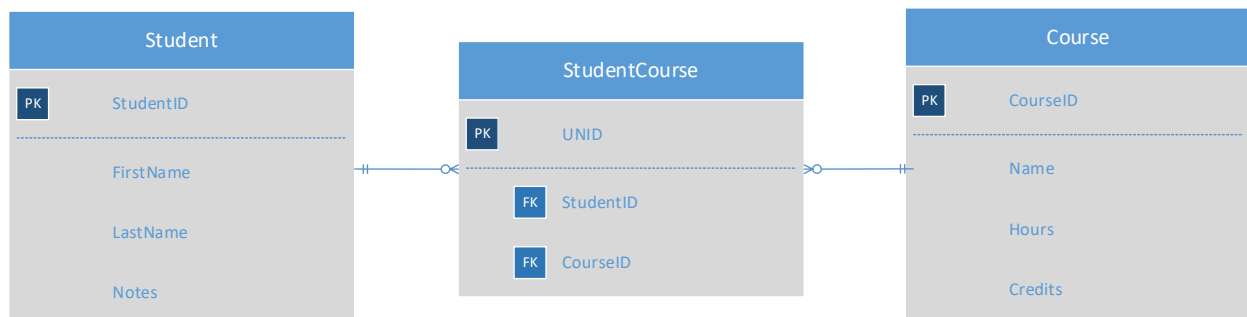 Student
PK StudentID
FirstName
LastName
Notes
StudentCourse
PK UNID
FK StudentID
FK CourseID
Course
PK CourseID
Name
Hours
Credits